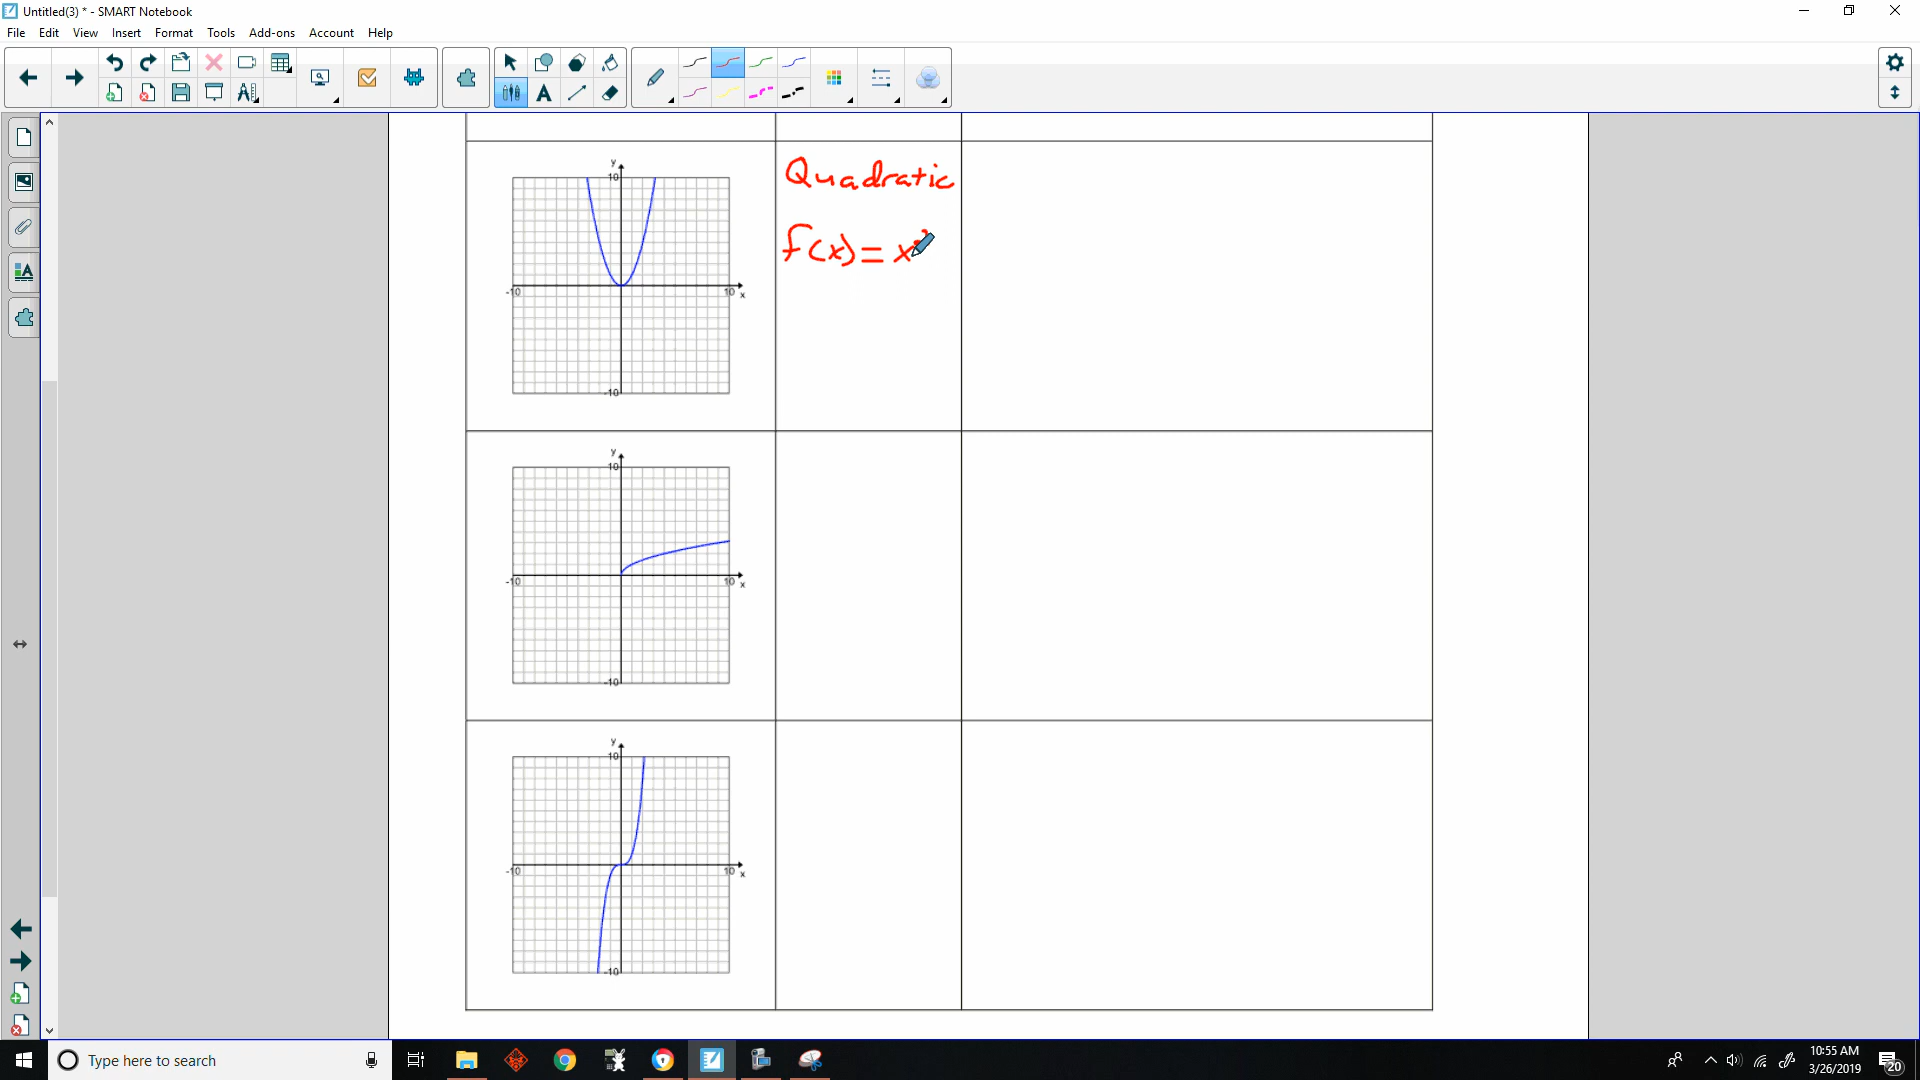 Untitled(3) * - SMART Notebook
File Edit View Insert Format Tools Add-ons Account Help
y
10
-10
10
x
-10
Quadratic
f(x) = x²
y
10
-10
10
x
-10
y
10
-10
10
x
-10
Type here to search
10:55 AM
3/26/2019
20